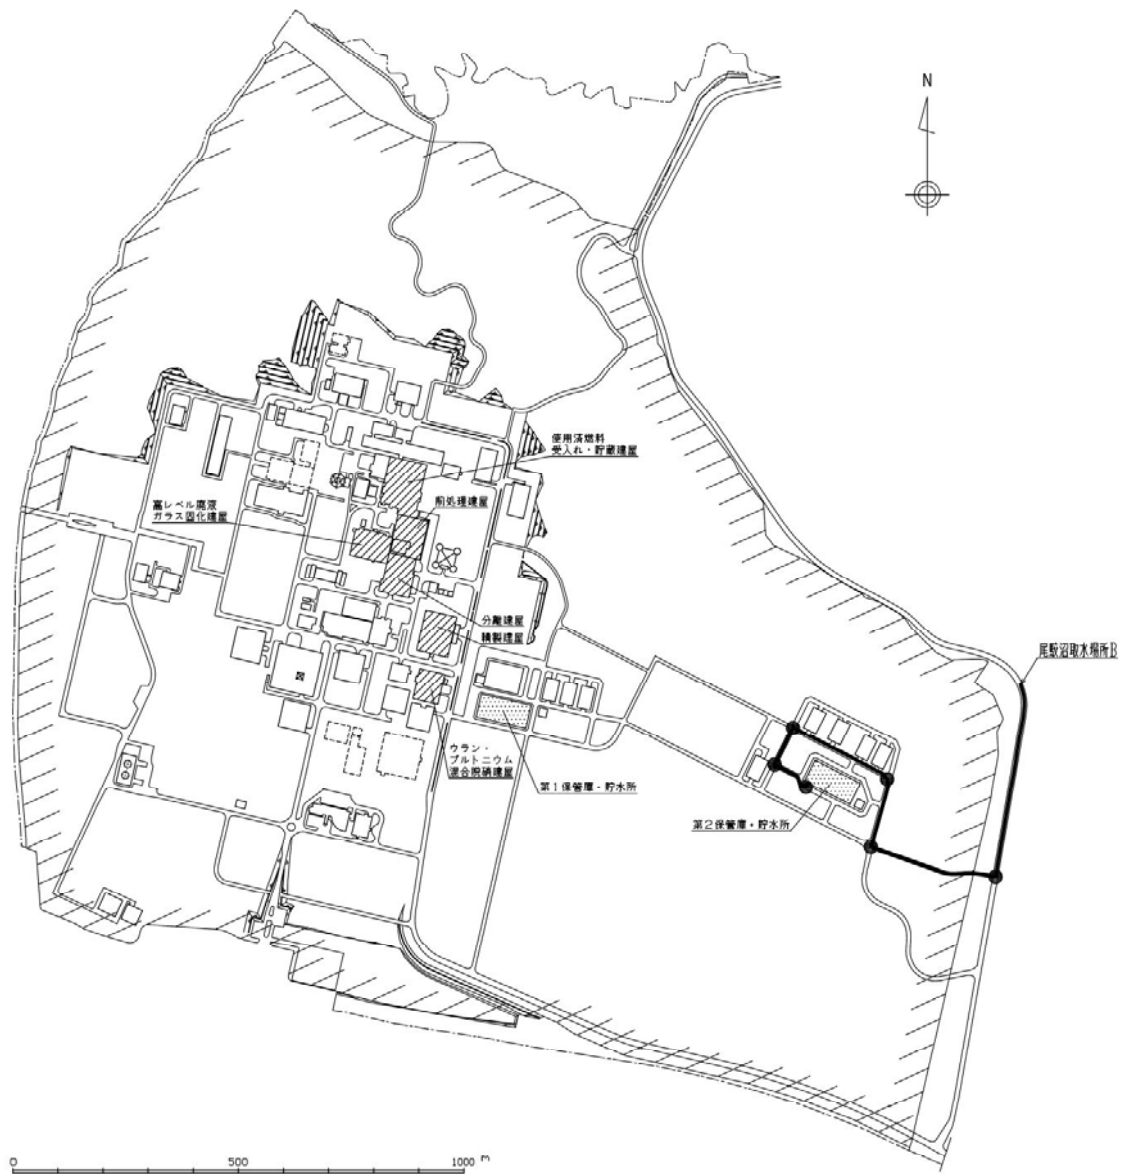 N
使用済燃料
受入れ・貯蔵建屋
前処理建屋
高レベル廃液
ガラス固化建屋
分離建屋
精製建屋
尾駮沼取水場所B
ウラン・
プルトニウム
混合脱硝建屋
第1保管庫・貯水所
第2保管庫・貯水所
0 500 1000 m